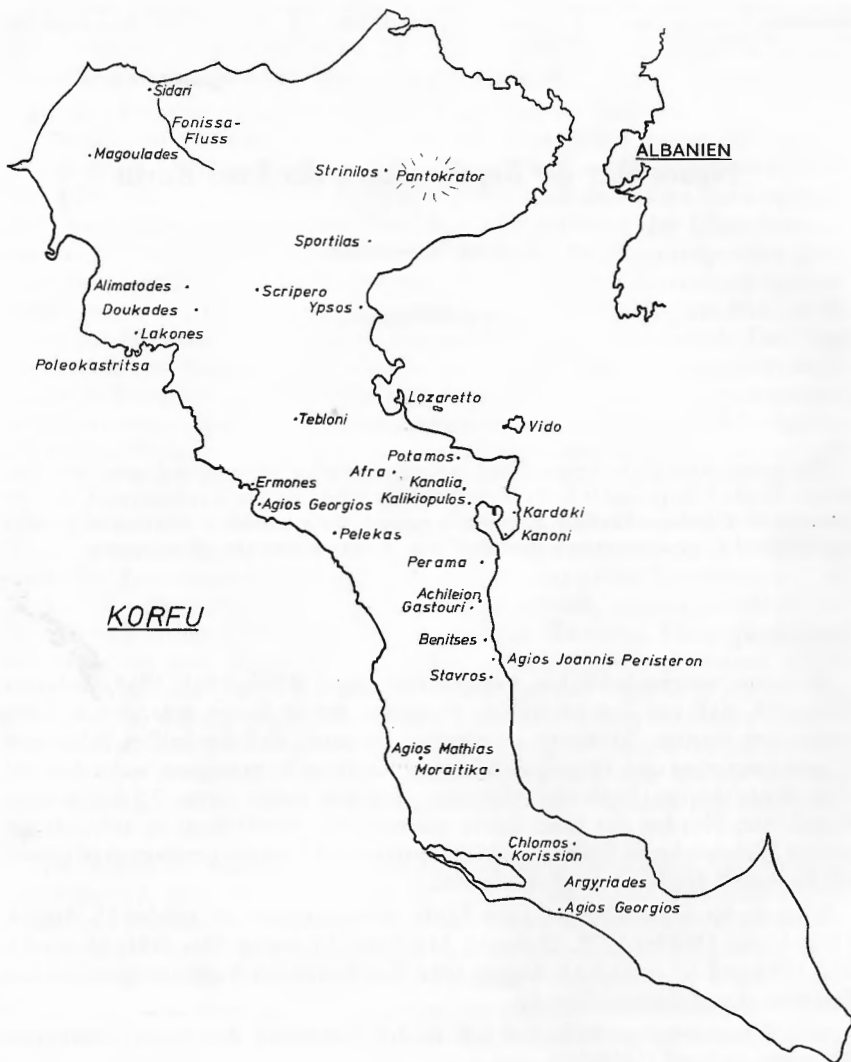 Sidari
Fonissa-
Fluss
Magoulades
ALBANIEN
Strinilos
Pantokrator
Sportilas
Alimatodes
Scripero
Doukades
Ypsos
Lakones
Poleokastritsa
Lozaretto
Tebloni
Vido
Potamos
Afra
Kanalia
Ermones
Kalikiopulos
Agios Georgios
Kardaki
Kanoni
Pelekas
Perama
Achileion
Gastouri
KORFU
Benitses
Agios Joannis Peristeron
Stavros
Agios Mathias
Moraitika
Chlomos
Korission
Argyriades
Agios Georgios